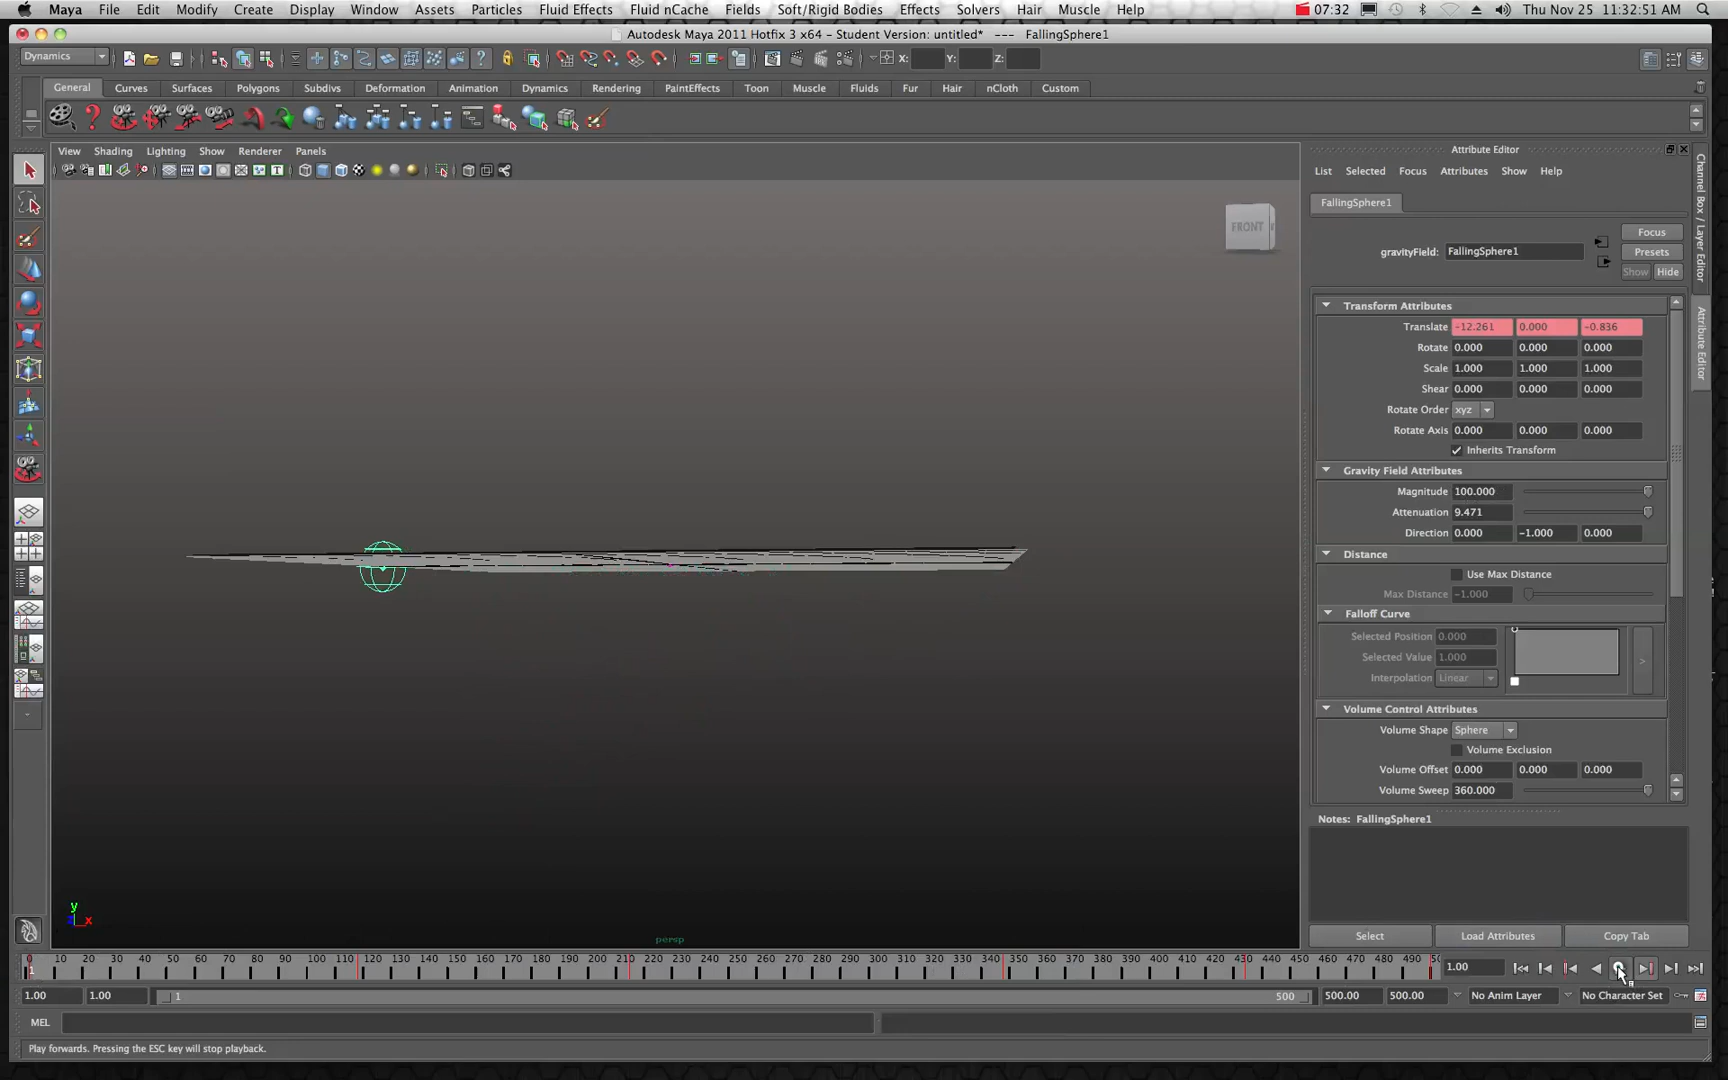 Maya File Edit Modify Create Display Window Assets Particles Fluid Effects Fluid nCache Fields Soft/Rigid Bodies Effects Solvers Hair Muscle Help 07:32 Thu Nov 25 11:32:51 AM
Autodesk Maya 2011 Hotfix 3 x64 - Student Version: untitled* --- FallingSphere1
Dynamics X: Y: Z:
General Curves Surfaces Polygons Subdivs Deformation Animation Dynamics Rendering PaintEffects Toon Muscle Fluids Fur Hair nCloth Custom
View Shading Lighting Show Renderer Panels
FRONT
persp
y
x
Attribute Editor
List Selected Focus Attributes Show Help
FallingSphere1
Focus
gravityField: FallingSphere1 Presets
Show Hide
Transform Attributes
Translate -12.261 0.000 -0.836
Rotate 0.000 0.000 0.000
Scale 1.000 1.000 1.000
Shear 0.000 0.000 0.000
Rotate Order xyz
Rotate Axis 0.000 0.000 0.000
Inherits Transform
Gravity Field Attributes
Magnitude 100.000
Attenuation 9.471
Direction 0.000 -1.000 0.000
Distance
Use Max Distance
Max Distance -1.000
Falloff Curve
Selected Position 0.000
Selected Value 1.000 >
Interpolation Linear
Volume Control Attributes
Volume Shape Sphere
Volume Exclusion
Volume Offset 0.000 0.000 0.000
Volume Sweep 360.000
Notes: FallingSphere1
Select Load Attributes Copy Tab
Channel Box / Layer Editor
Attribute Editor
0 10 20 30 40 50 60 70 80 90 100 110 120 130 140 150 160 170 180 190 200 210 220 230 240 250 260 270 280 290 300 310 320 330 340 350 360 370 380 390 400 410 420 430 440 450 460 470 480 490 50 1.00
1
1.00 1.00 1 500 500.00 500.00 No Anim Layer No Character Set
MEL
Play forwards. Pressing the ESC key will stop playback.